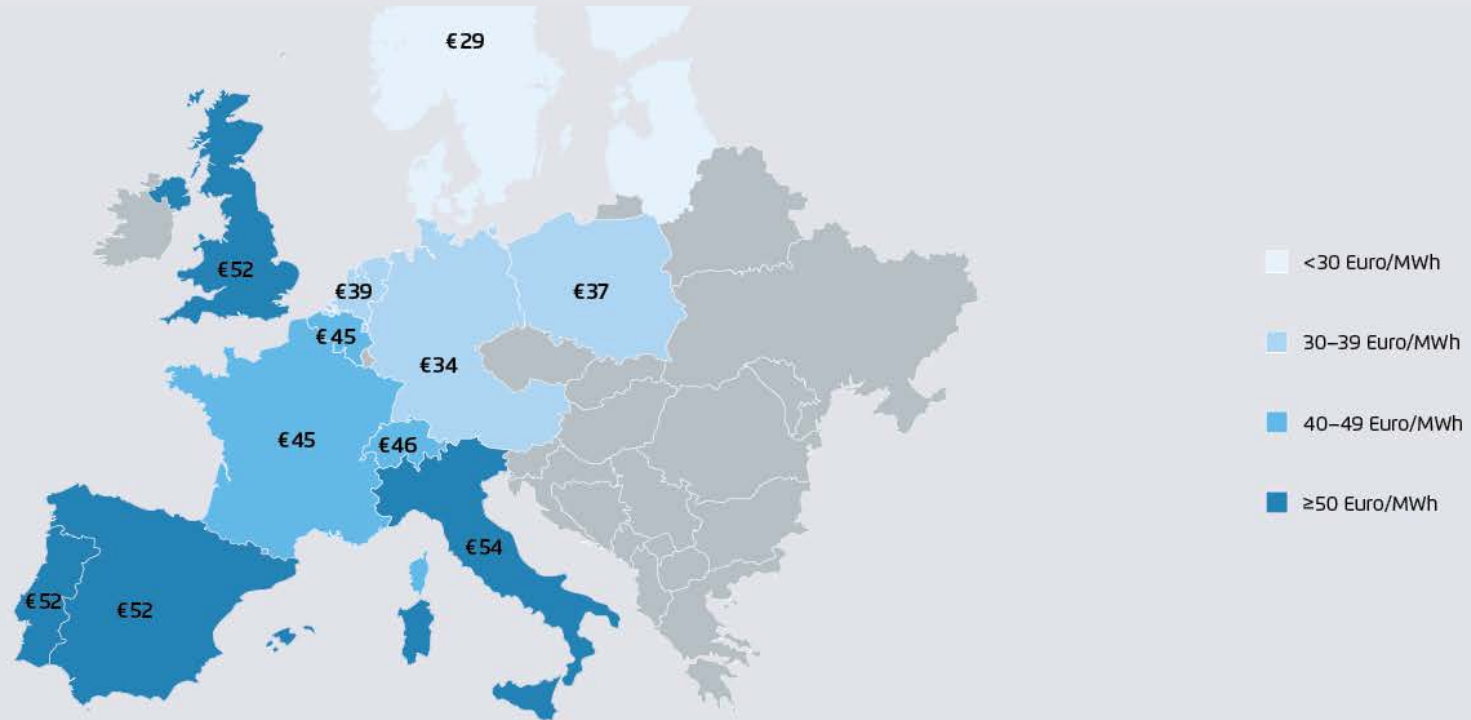 €29
€52
€39
€37
€45
€34
€45
€46
€54
€52
€52
<30 Euro/MWh
30–39 Euro/MWh
40–49 Euro/MWh
≥50 Euro/MWh